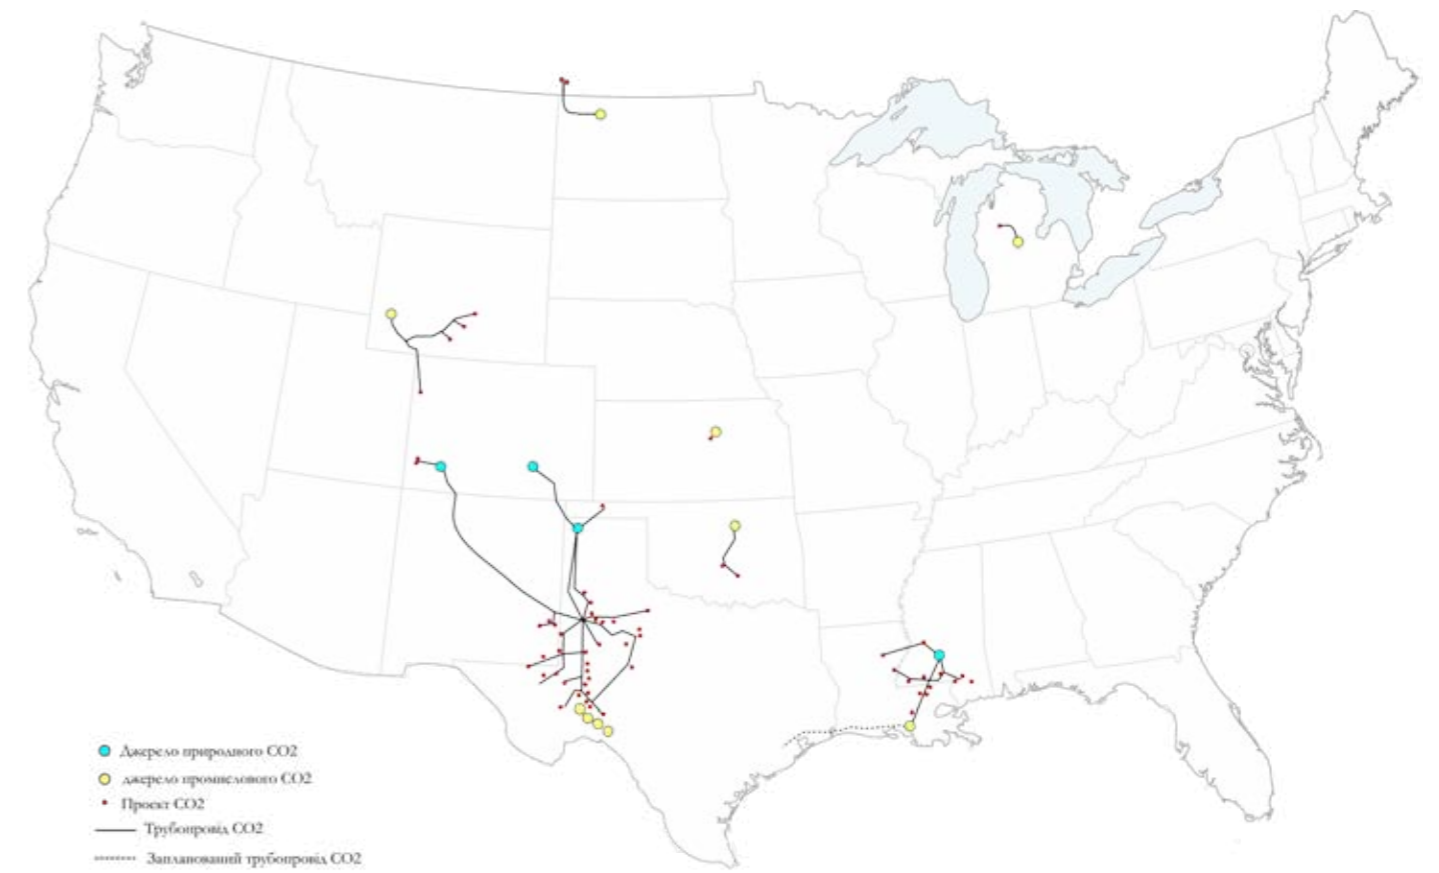 Джерело природного CO2
джерело промислового CO2
Проект CO2
Трубопровід CO2
Запланований трубопровід CO2